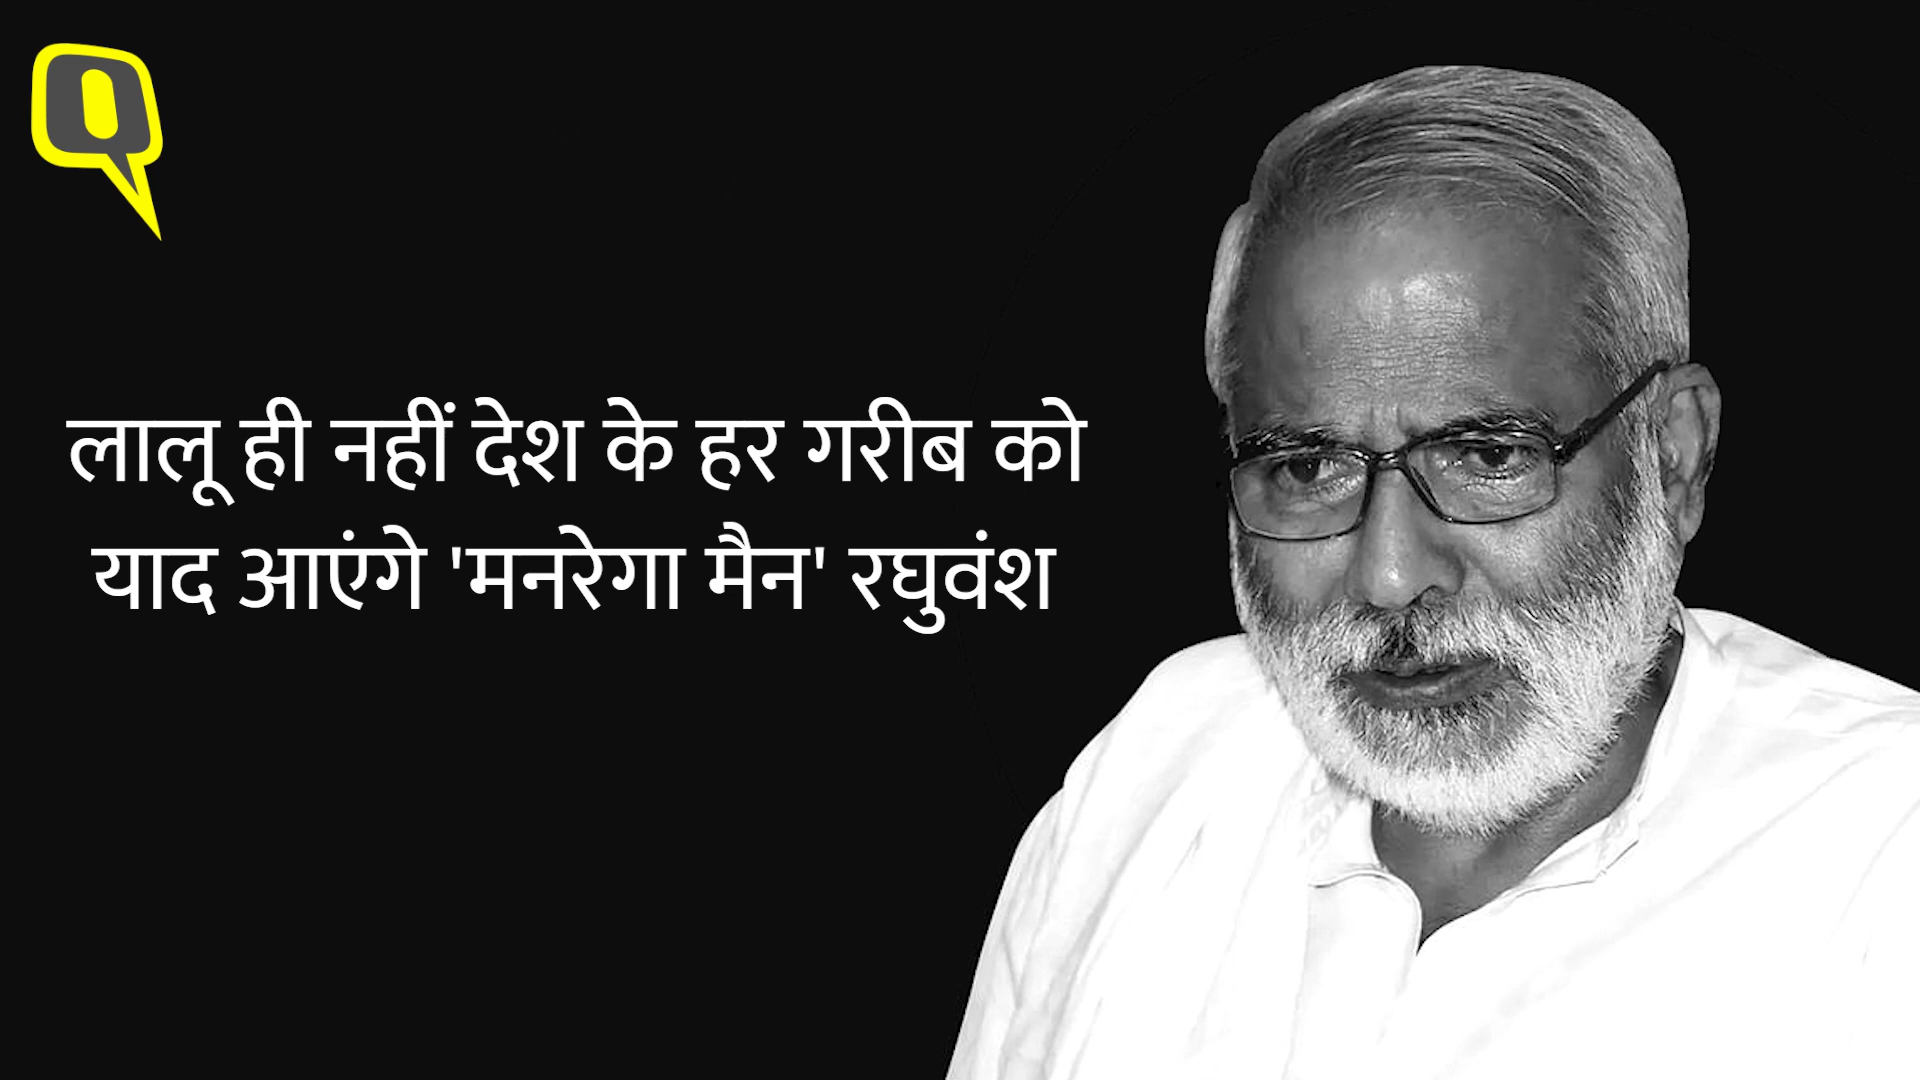 लालू ही नहीं देश के हर गरीब को
याद आएंगे 'मनरेगा मैन' रघुवंश